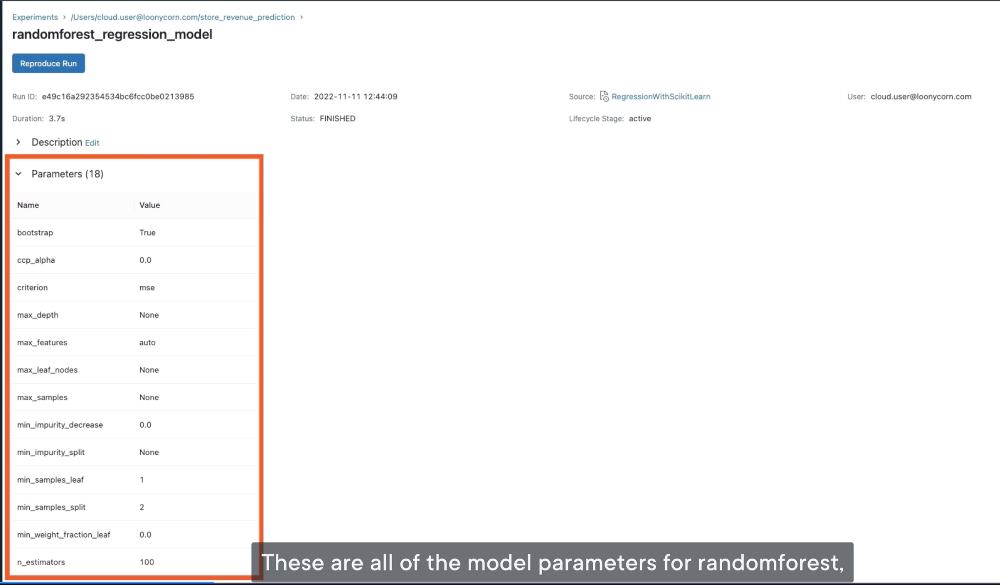 Experiments > /Users/cloud.user@loonycorn.com/store_revenue_prediction >
randomforest_regression_model
Reproduce Run
Run ID: e49c16a292354534bc6fcc0be0213985 Date: 2022-11-11 12:44:09 Source: RegressionWithScikitLearn User: cloud.user@loonycorn.com
Duration: 3.7s Status: FINISHED Lifecycle Stage: active
Description Edit
Parameters (18)
Name Value
bootstrap True
ccp_alpha 0.0
criterion mse
max_depth None
max_features auto
max_leaf_nodes None
max_samples None
min_impurity_decrease 0.0
min_impurity_split None
min_samples_leaf 1
min_samples_split 2
min_weight_fraction_leaf 0.0
n_estimators 100
These are all of the model parameters for randomforest,